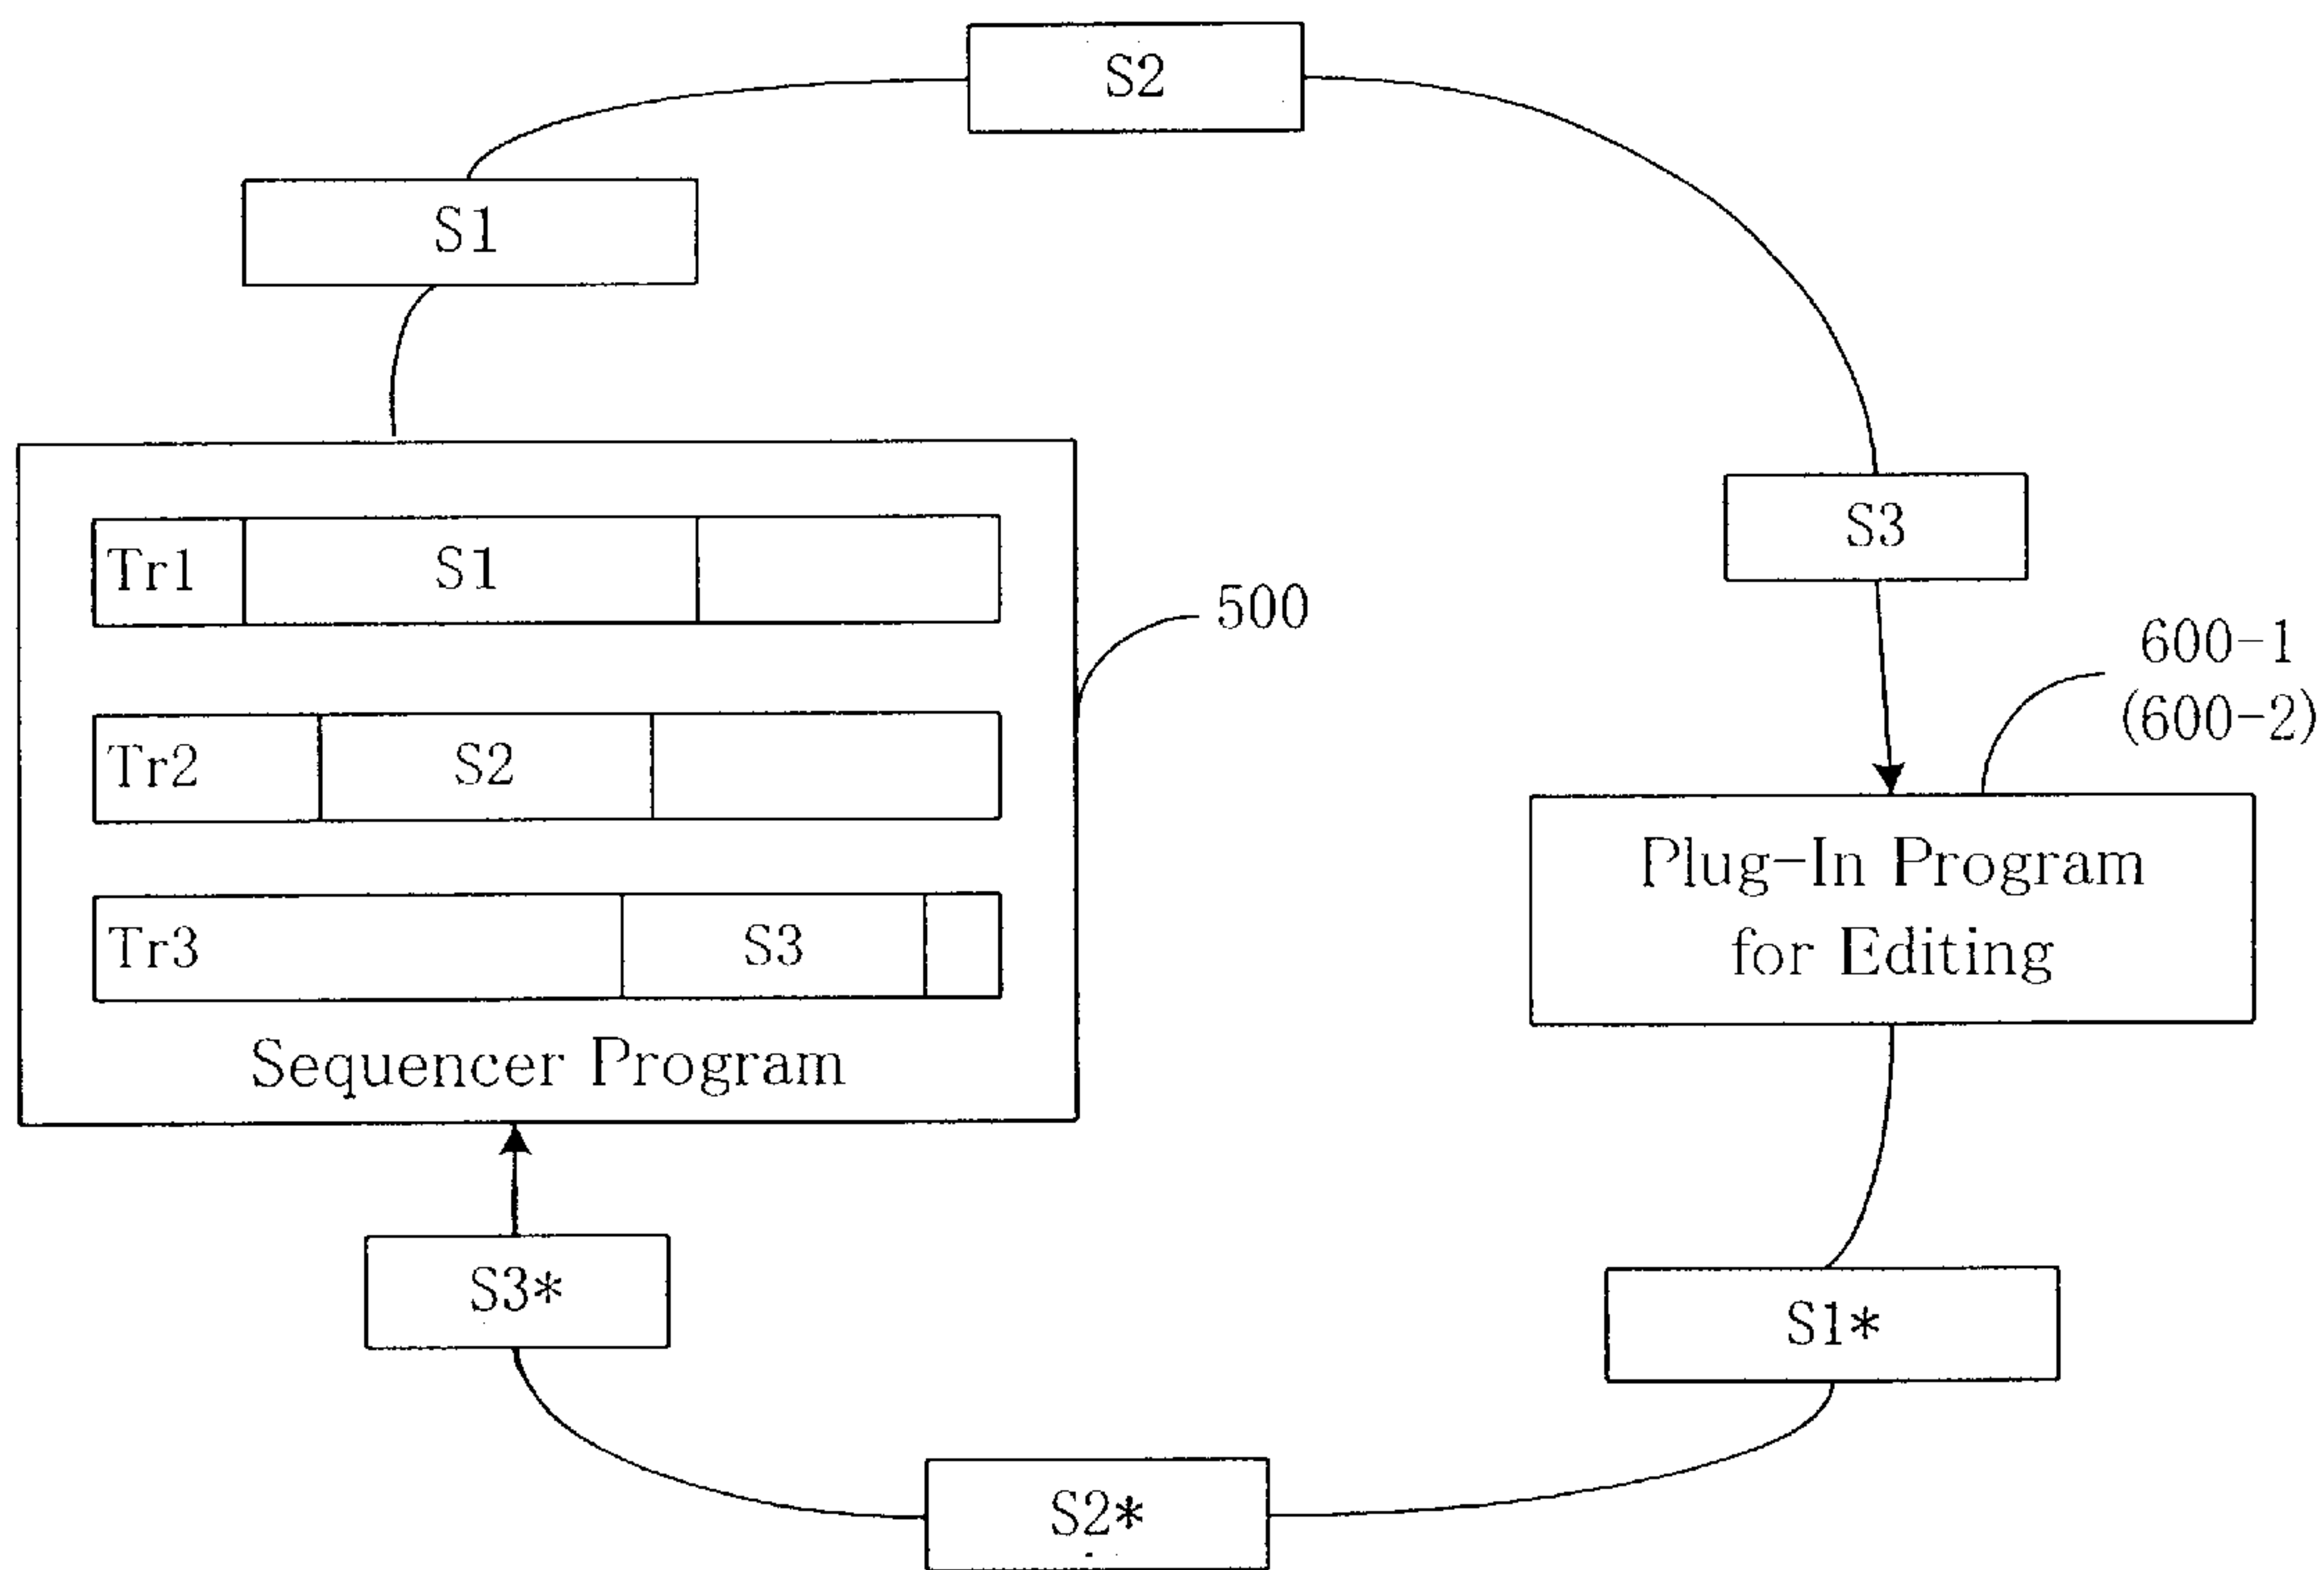 S2
S1
S3
Tr1 S1
500
600-1
(600-2)
Tr2 S2
Plug-In Program
for Editing
Tr3 S3
Sequencer Program
S3*
S1*
S2*